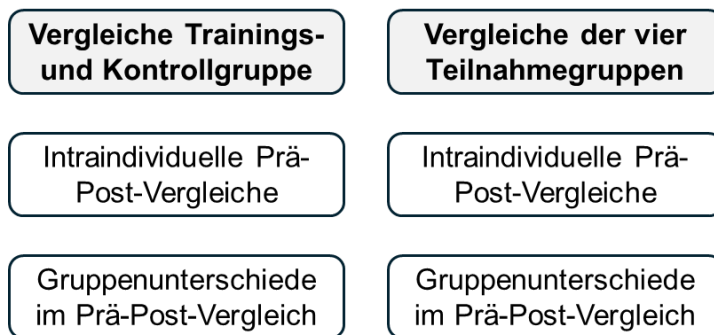 Vergleiche Trainings-
und Kontrollgruppe
Vergleiche der vier
Teilnahmegruppen
Intraindividuelle Prä-
Post-Vergleiche
Intraindividuelle Prä-
Post-Vergleiche
Gruppenunterschiede
im Prä-Post-Vergleich
Gruppenunterschiede
im Prä-Post-Vergleich